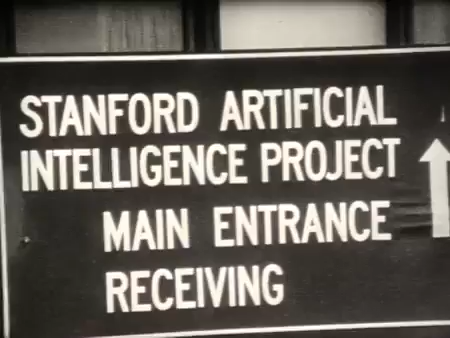 STANFORD ARTIFICIAL
INTELLIGENCE PROJECT
MAIN ENTRANCE
RECEIVING